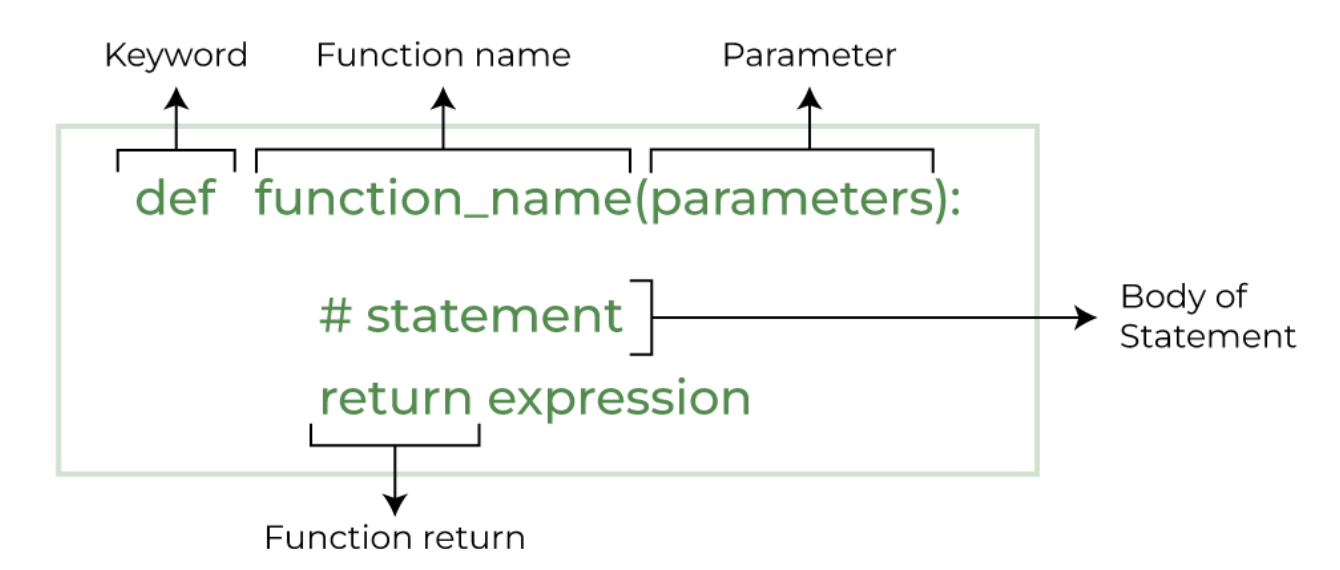 Keyword Function name Parameter
def function_name(parameters):
# statement
Body of
Statement
return expression
Function return